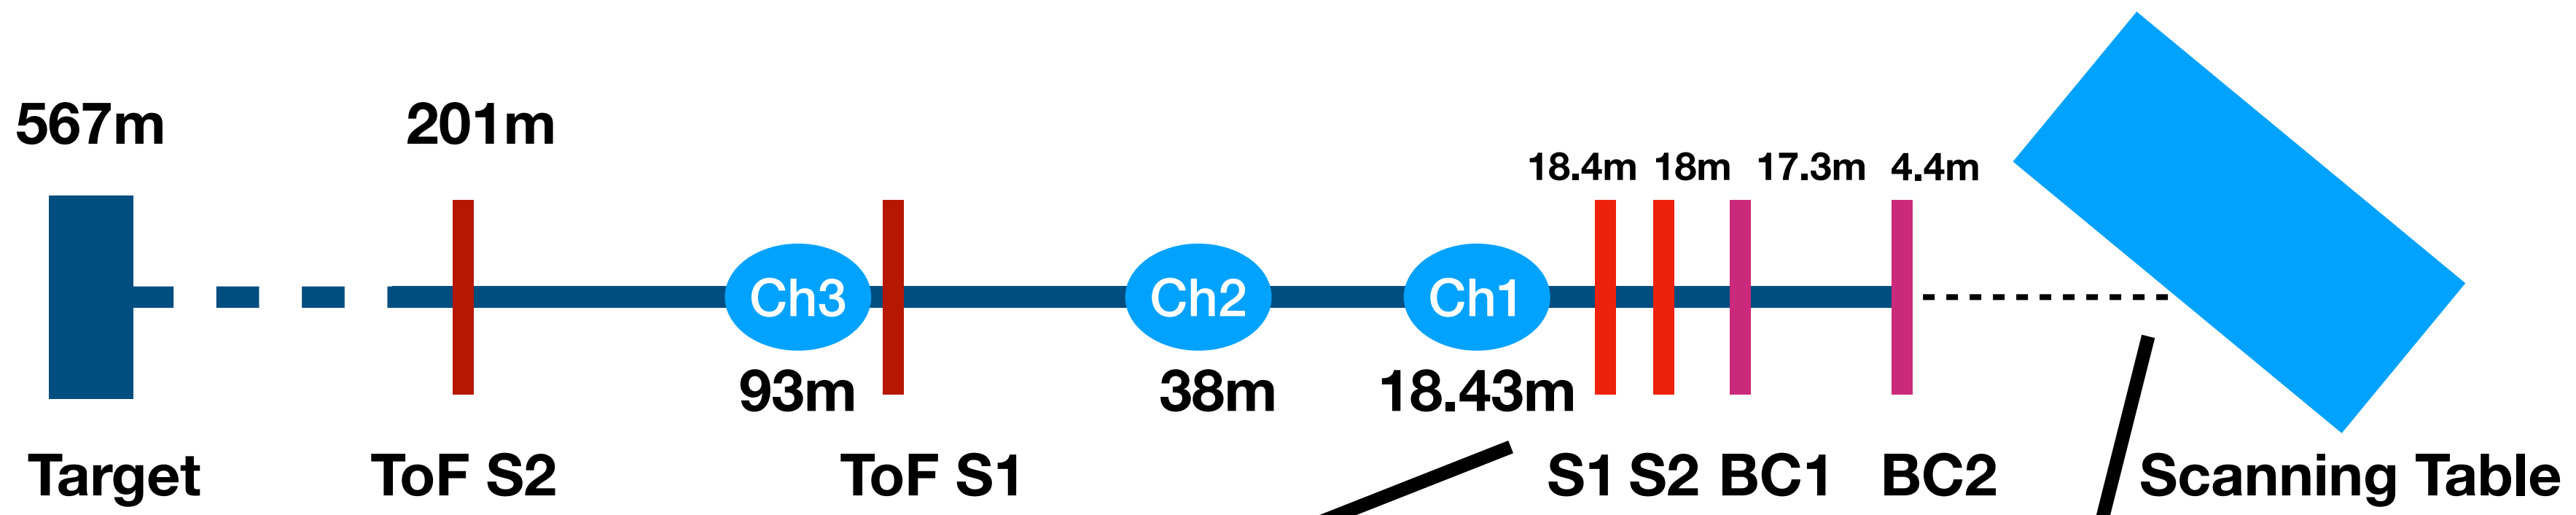 567m 201m
18.4m 18m 17.3m 4.4m
Ch3 Ch2 Ch1
93m 38m 18.43m
Target ToF S2 ToF S1 S1 S2 BC1 BC2 Scanning Table